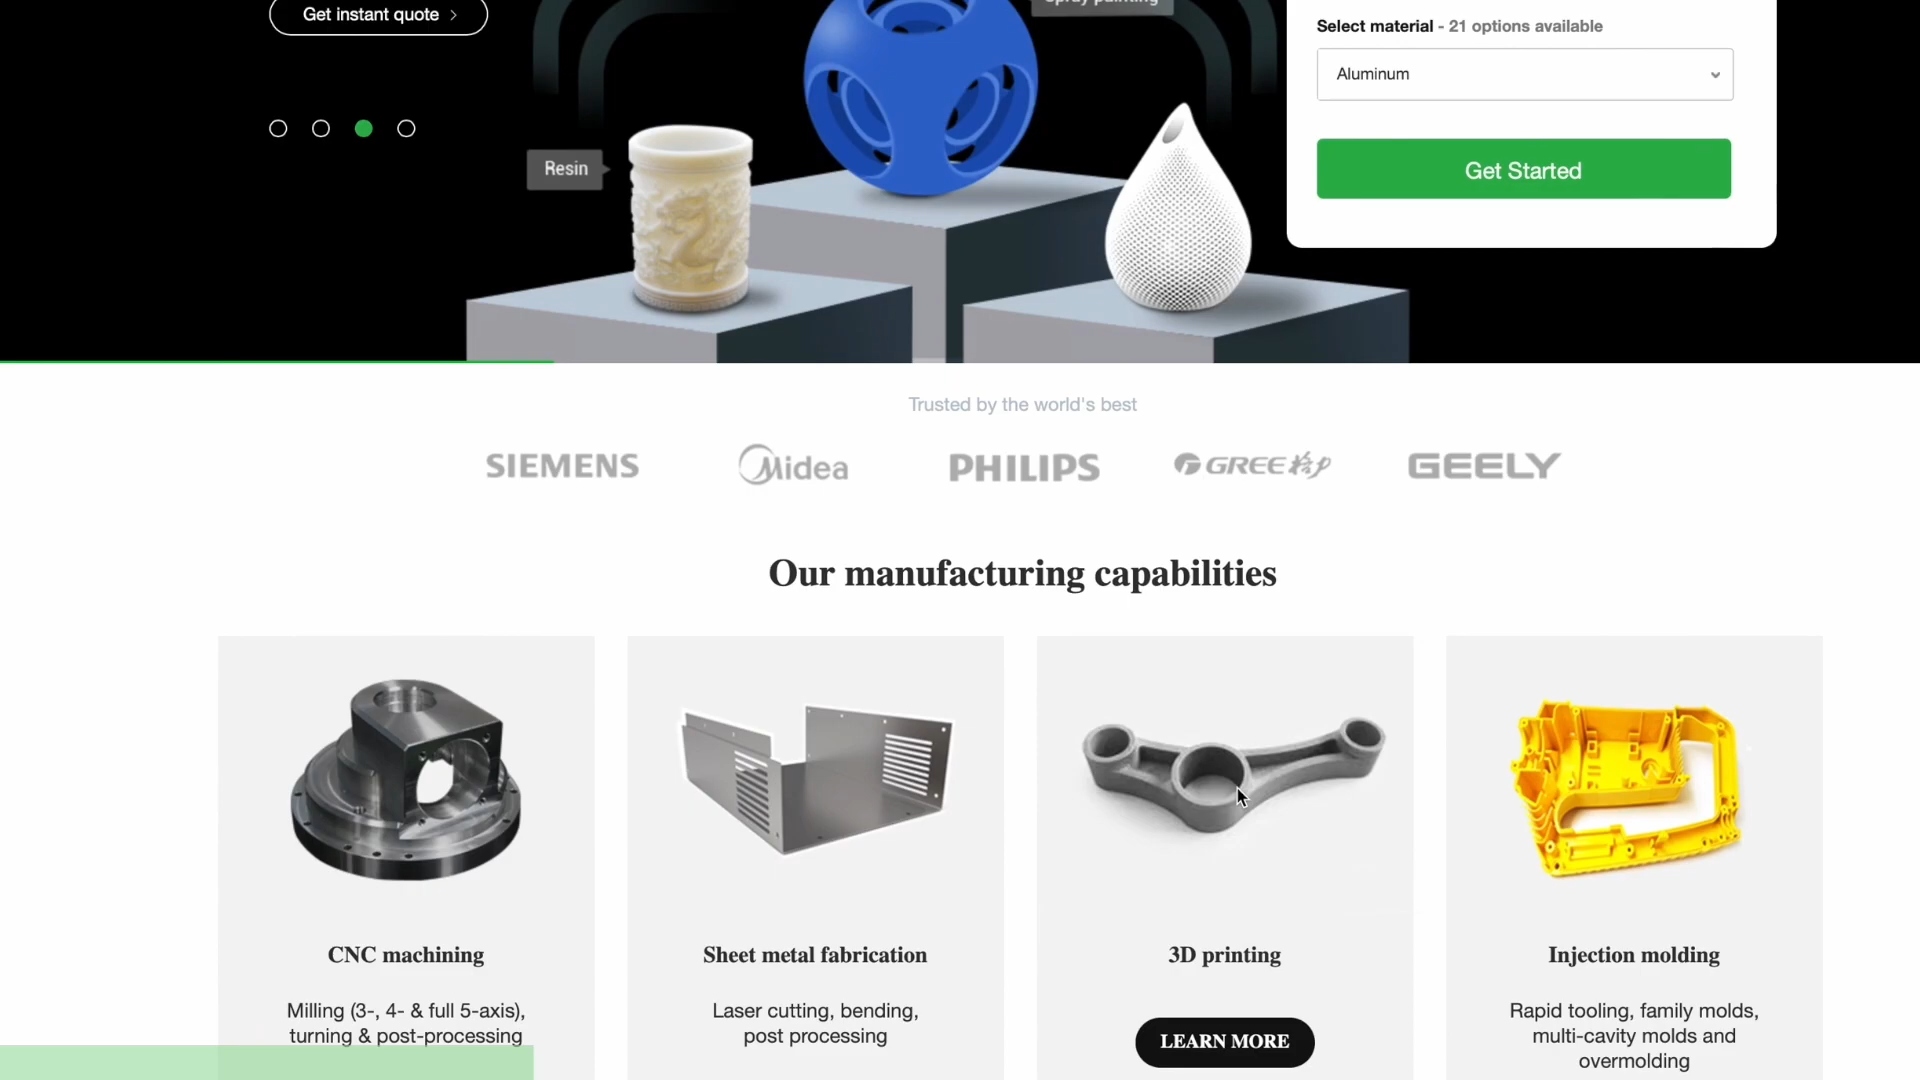 Get instant quote
Spray painting
Select material - 21 options available
Aluminum
Get Started
Resin
Trusted by the world's best
SIEMENS
Midea
PHILIPS
GREE 格力
GEELY
Our manufacturing capabilities
CNC machining
Milling (3-, 4- & full 5-axis),
turning & post-processing
Sheet metal fabrication
Laser cutting, bending,
post processing
3D printing
LEARN MORE
Injection molding
Rapid tooling, family molds,
multi-cavity molds and
overmolding